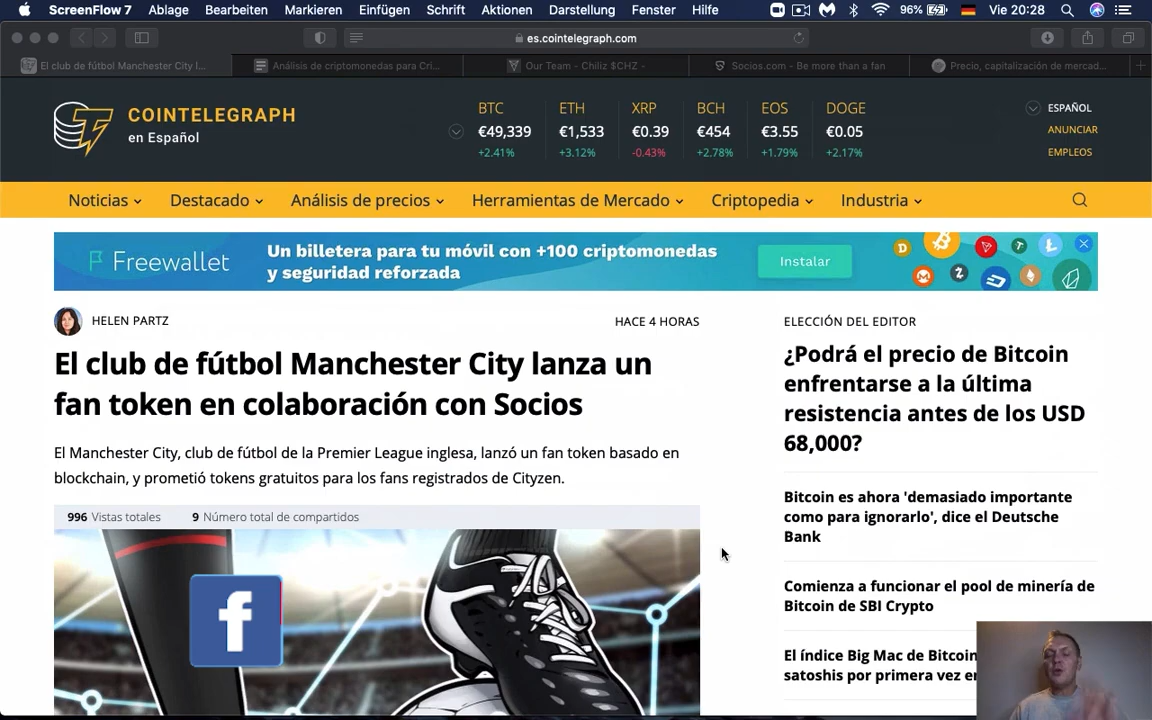 ScreenFlow 7 Ablage Bearbeiten Markieren Einfügen Schrift Aktionen Darstellung Fenster Hilfe 96% Vie 20:28
es.cointelegraph.com
El club de fútbol Manchester City l... Análisis de criptomonedas para Cri... Our Team - Chiliz $CHZ - Socios.com - Be more than a fan Precio, capitalización de mercad...
COINTELEGRAPH
en Español
BTC ETH XRP BCH EOS DOGE
€49,339 €1,533 €0.39 €454 €3.55 €0.05
+2.41% +3.12% -0.43% +2.78% +1.79% +2.17%
ESPAÑOL
ANUNCIAR
EMPLEOS
Noticias Destacado Análisis de precios Herramientas de Mercado Criptopedia Industria
Freewallet
Un billetera para tu móvil con +100 criptomonedas
y seguridad reforzada
Instalar
HELEN PARTZ HACE 4 HORAS
El club de fútbol Manchester City lanza un
fan token en colaboración con Socios
El Manchester City, club de fútbol de la Premier League inglesa, lanzó un fan token basado en
blockchain, y prometió tokens gratuitos para los fans registrados de Cityzen.
996 Vistas totales 9 Número total de compartidos
f
ELECCIÓN DEL EDITOR
¿Podrá el precio de Bitcoin
enfrentarse a la última
resistencia antes de los USD
68,000?
Bitcoin es ahora 'demasiado importante
como para ignorarlo', dice el Deutsche
Bank
Comienza a funcionar el pool de minería de
Bitcoin de SBI Crypto
El índice Big Mac de Bitcoin
satoshis por primera vez en